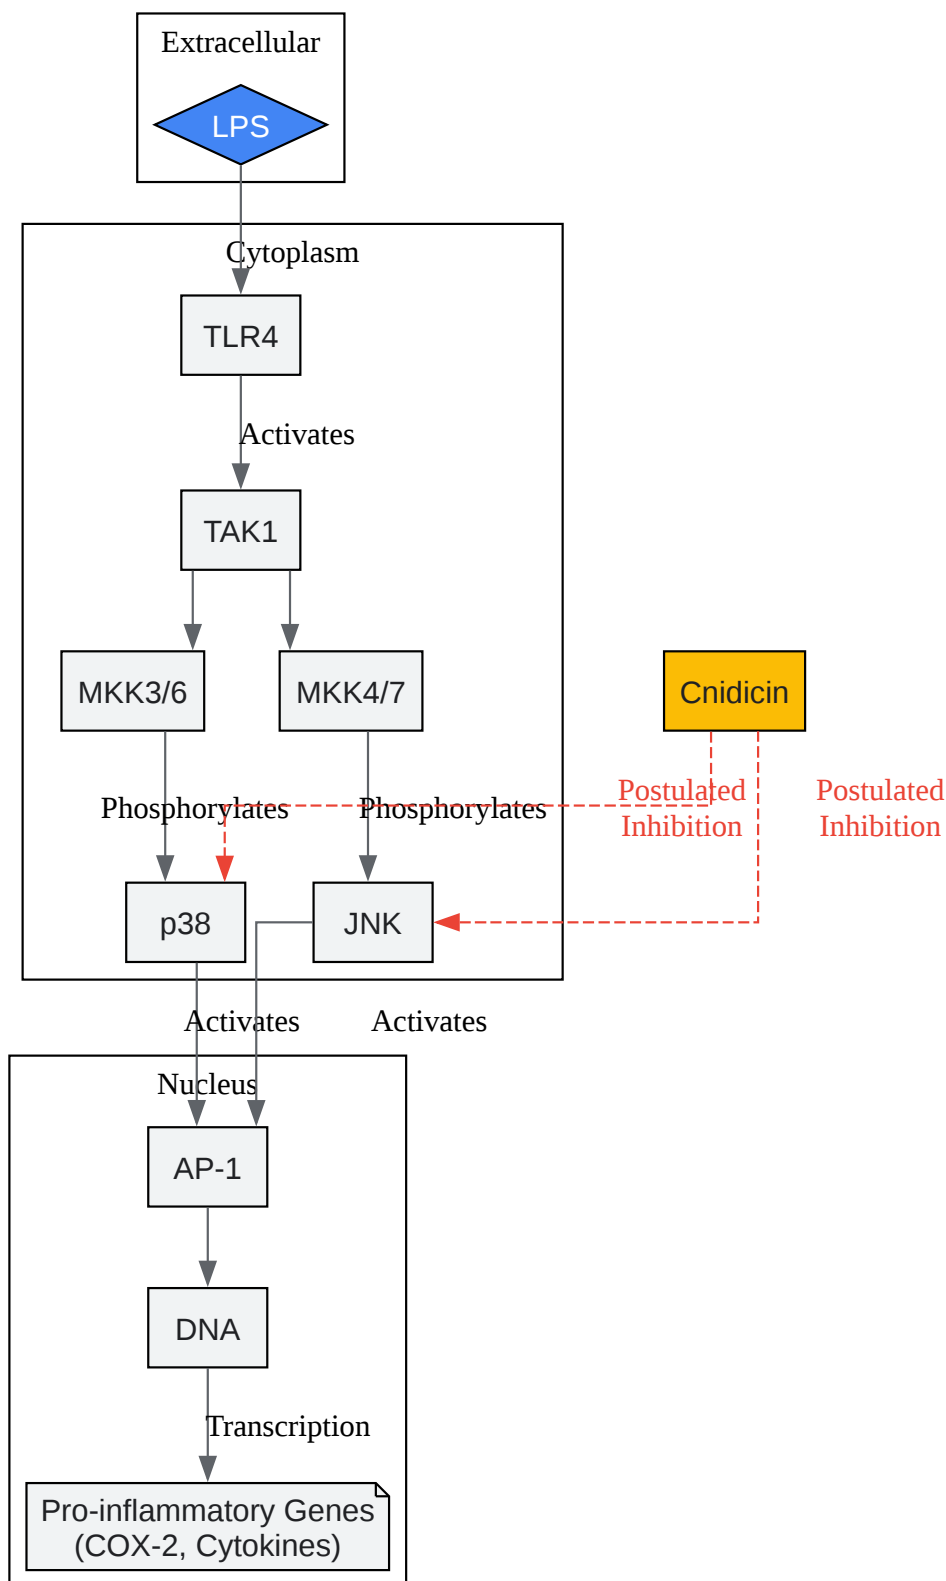 Extracellular
LPS
Cytoplasm
TLR4
Activates
TAK1
MKK3/6
MKK4/7
Cnidicin
Phosphorylates
Phosphorylates
Postulated
Inhibition
Postulated
Inhibition
p38
JNK
Activates
Activates
Nucleus
AP-1
DNA
Transcription
Pro-inflammatory Genes
(COX-2, Cytokines)